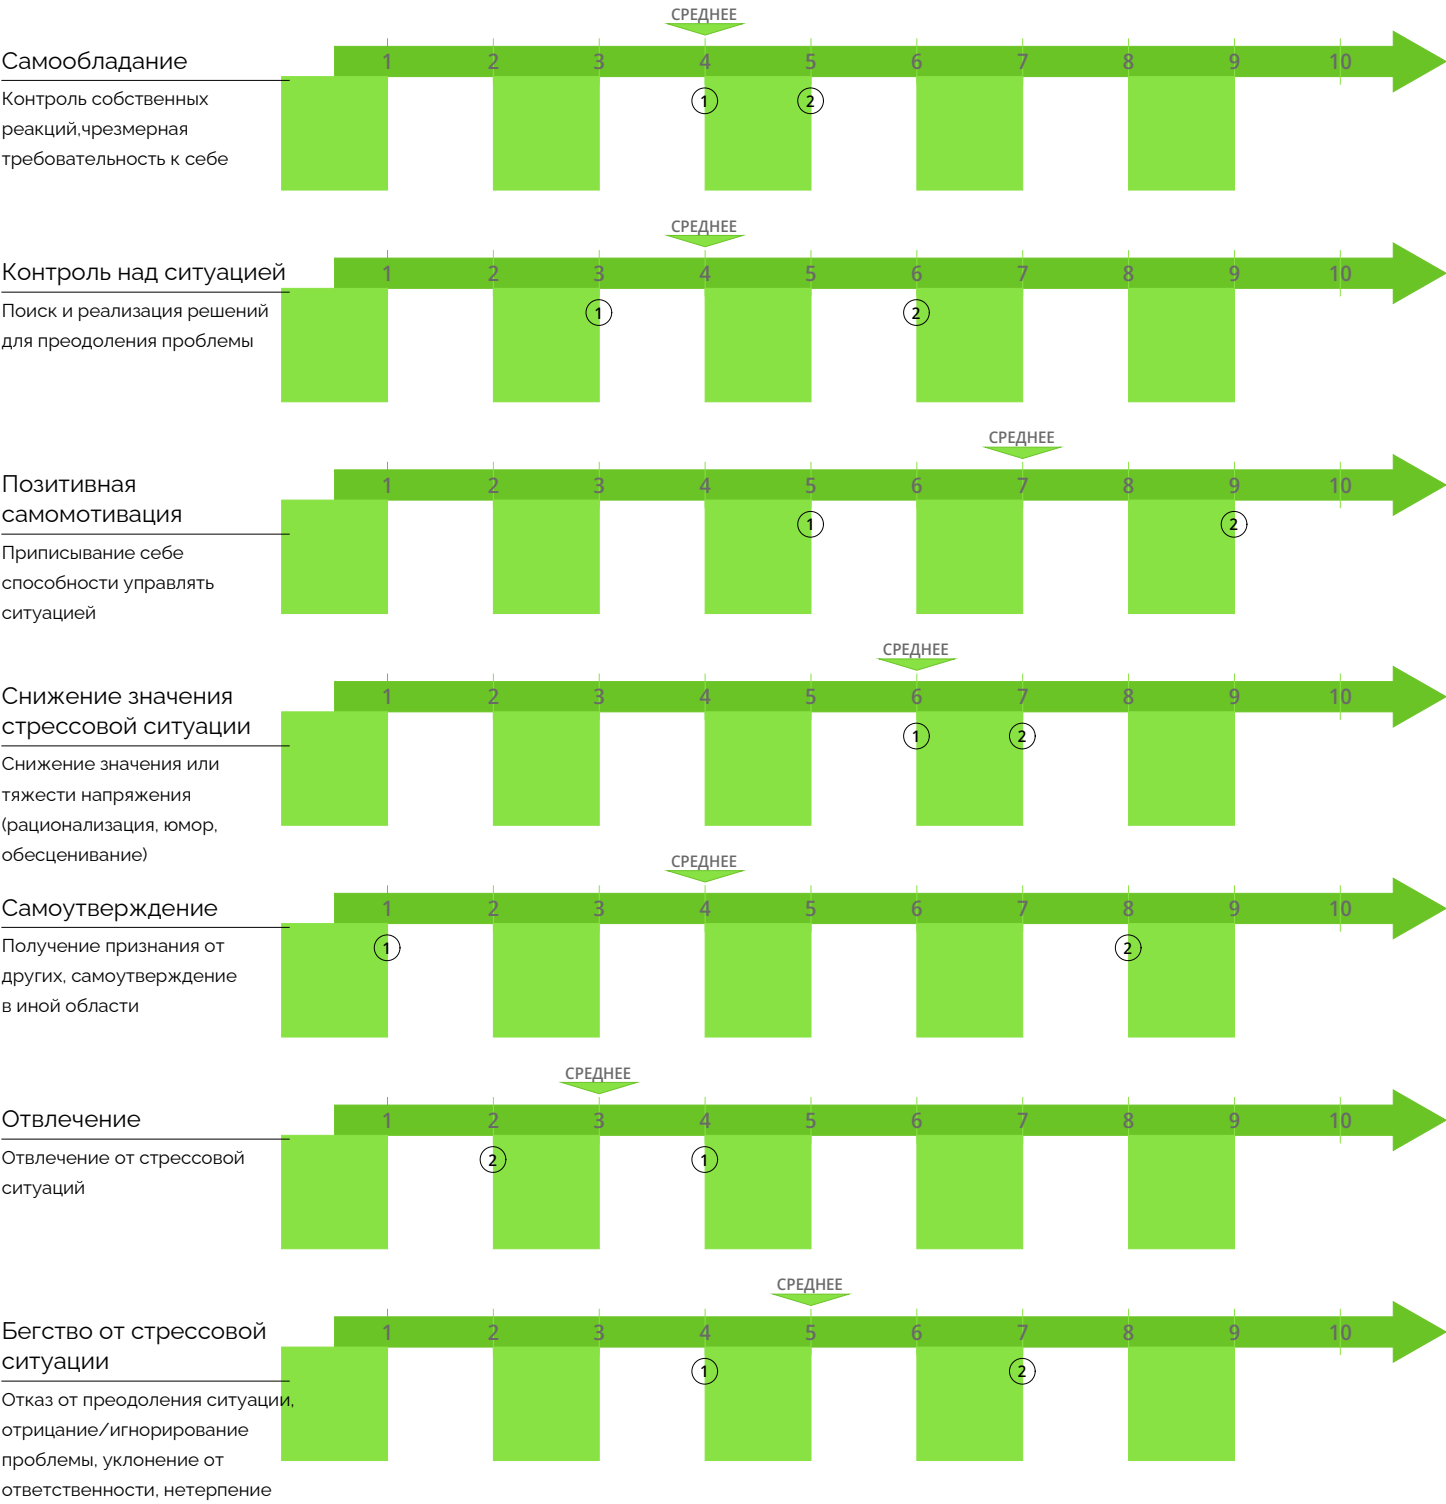 СРЕДНЕЕ
Самообладание
1 2 3 4 5 6 7 8 9 10
Контроль собственных
реакций,чрезмерная
требовательность к себе
1 2
СРЕДНЕЕ
Контроль над ситуацией
1 2 3 4 5 6 7 8 9 10
Поиск и реализация решений
для преодоления проблемы
1 2
СРЕДНЕЕ
Позитивная
самомотивация
1 2 3 4 5 6 7 8 9 10
Приписывание себе
способности управлять
ситуацией
1 2
СРЕДНЕЕ
Снижение значения
стрессовой ситуации
1 2 3 4 5 6 7 8 9 10
Снижение значения или
тяжести напряжения
(рационализация, юмор,
обесценивание)
1 2
СРЕДНЕЕ
Самоутверждение
1 2 3 4 5 6 7 8 9 10
Получение признания от
других, самоутверждение
в иной области
1 2
СРЕДНЕЕ
Отвлечение
1 2 3 4 5 6 7 8 9 10
Отвлечение от стрессовой
ситуаций
2 1
СРЕДНЕЕ
Бегство от стрессовой
ситуации
1 2 3 4 5 6 7 8 9 10
Отказ от преодоления ситуации,
отрицание/игнорирование
проблемы, уклонение от
ответственности, нетерпение
1 2